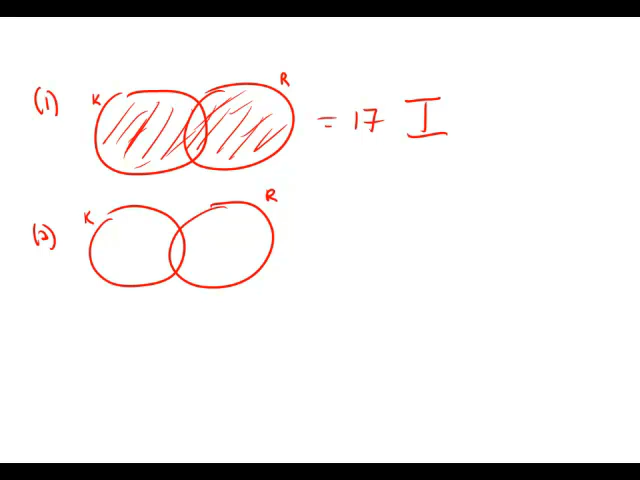 (1) K R = 17 I
(2) K R